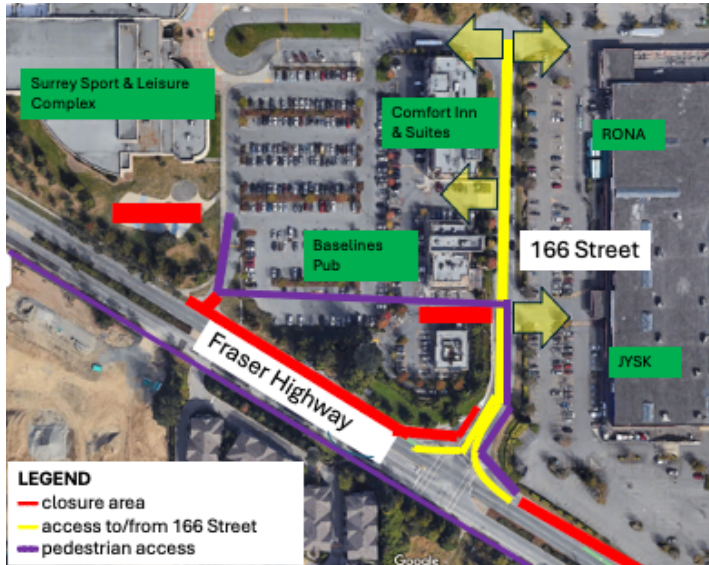 Surrey Sport & Leisure
Complex
Comfort Inn
& Suites
RONA
166 Street
Baselines
Pub
Fraser Highway
JYSK
LEGEND
closure area
access to/from 166 Street
pedestrian access
Google